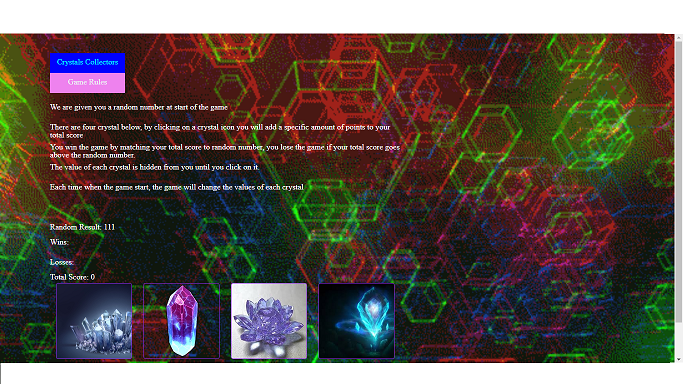 Crystals Collectors
Game Rules
We are given you a random number at start of the game
There are four crystal below, by clicking on a crystal icon you will add a specific amount of points to your
total score
You win the game by matching your total score to random number, you lose the game if your total score goes
above the random number.
The value of each crystal is hidden from you until you click on it.
Each time when the game start, the game will change the values of each crystal
Random Result: 111
Wins:
Losses:
Total Score: 0